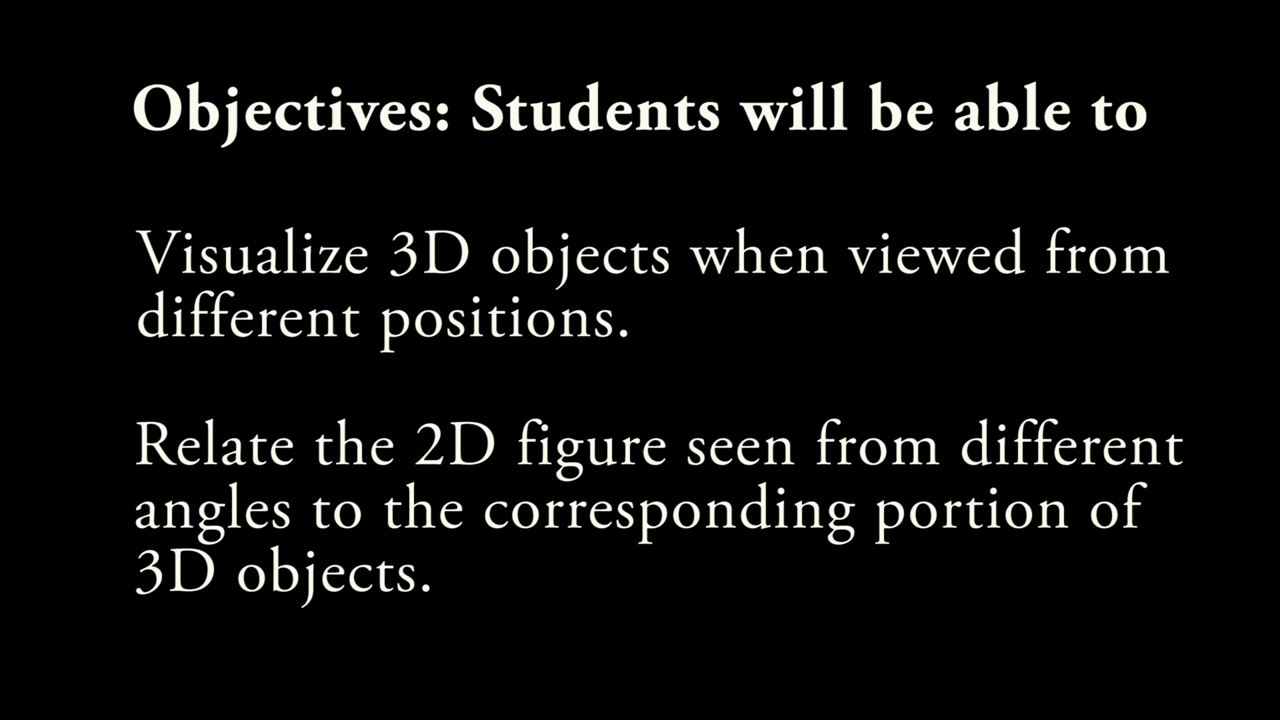 Objectives: Students will be able to
Visualize 3D objects when viewed from
different positions.
Relate the 2D figure seen from different
angles to the corresponding portion of
3D objects.